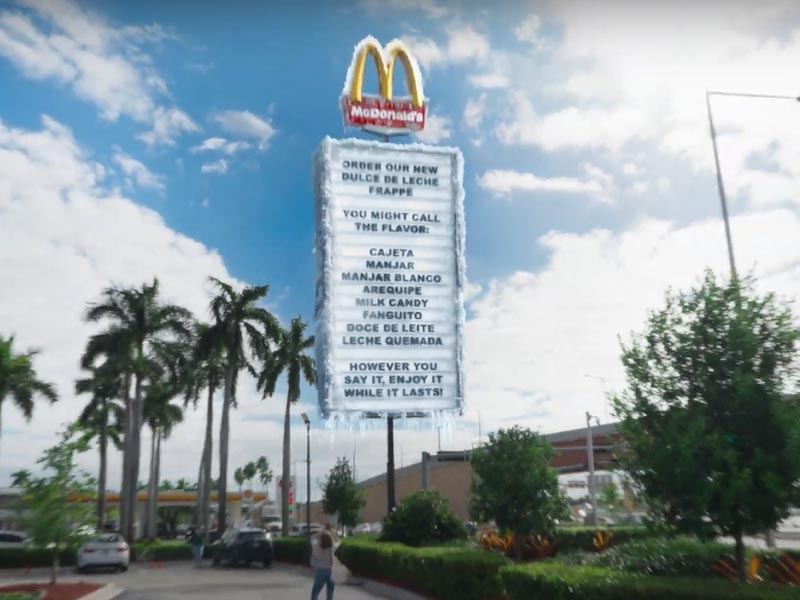 McDonald's
ORDER OUR NEW
DULCE DE LECHE
FRAPPÉ
YOU MIGHT CALL
THE FLAVOR:
CAJETA
MANJAR
MANJAR BLANCO
AREQUIPE
MILK CANDY
FANGUITO
DOCE DE LEITE
LECHE QUEMADA
HOWEVER YOU
SAY IT, ENJOY IT
WHILE IT LASTS!